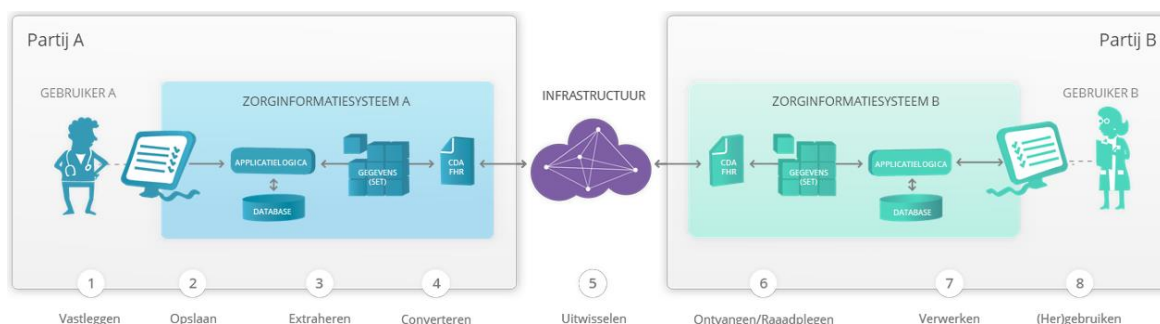 Partij A
Partij B
GEBRUIKER A
ZORGINFORMATIESYSTEEM A
INFRASTRUCTUUR
ZORGINFORMATIESYSTEEM B
GEBRUIKER B
APPLICATIELOGICA
GEGEVENS
(SET)
CDA
FHR
DATABASE
CDA
FHR
GEGEVENS
(SET)
APPLICATIELOGICA
DATABASE
1
2
3
4
5
6
7
8
Vastleggen
Opslaan
Extraheren
Converteren
Uitwisselen
Ontvangen/Raaadplegen
Verwerken
(Her)gebruiken